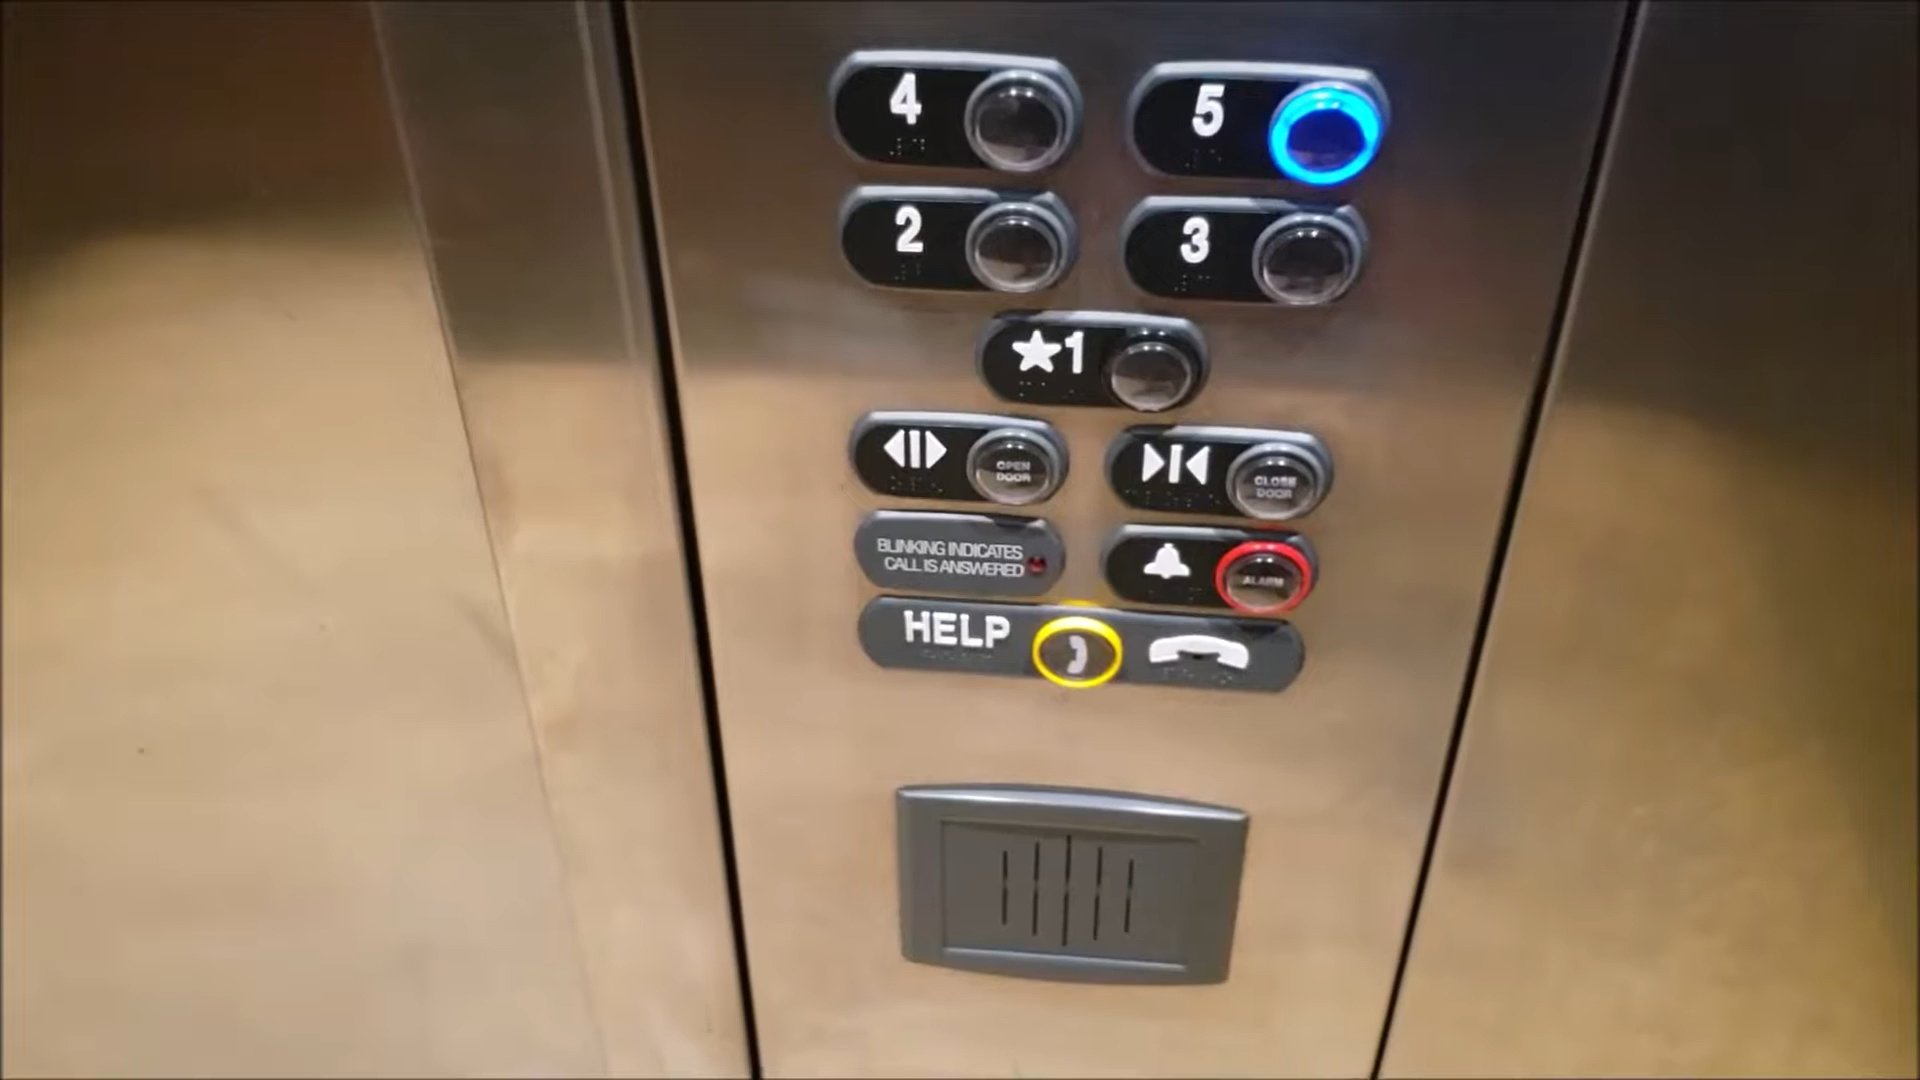 4
5
2
3
★1
OPEN
DOOR
CLOSE
DOOR
BLINKING INDICATES
CALL IS ANSWERED
ALARM
HELP